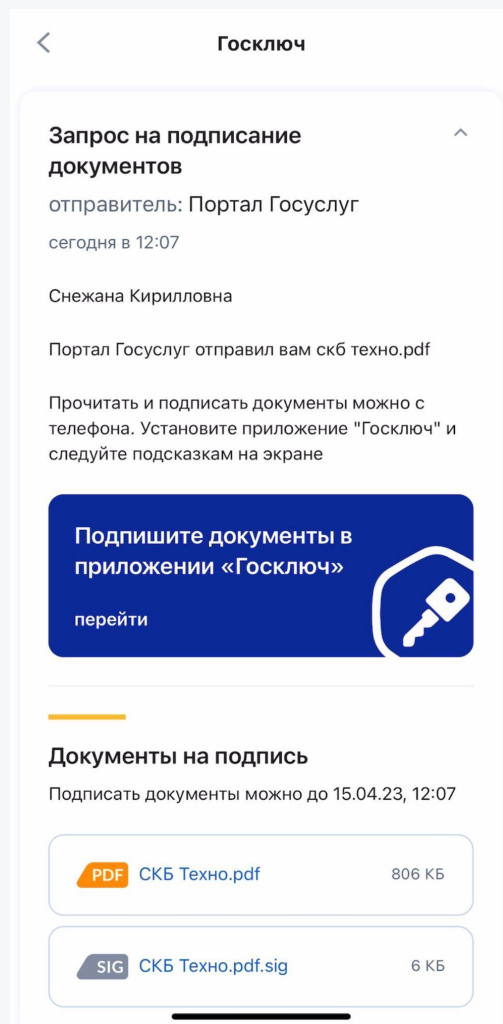 Госключ
Запрос на подписание
документов
отправитель: Портал Госуслуг
сегодня в 12:07
Снежана Кирилловна
Портал Госуслуг отправил вам скб техно.pdf
Прочитать и подписать документы можно с
телефона. Установите приложение "Госключ" и
следуйте подсказкам на экране
Подпишите документы в
приложении «Госключ»
перейти
Документы на подпись
Подписать документы можно до 15.04.23, 12:07
PDF СКБ Техно.pdf 806 КБ
SIG СКБ Техно.pdf.sig 6 КБ